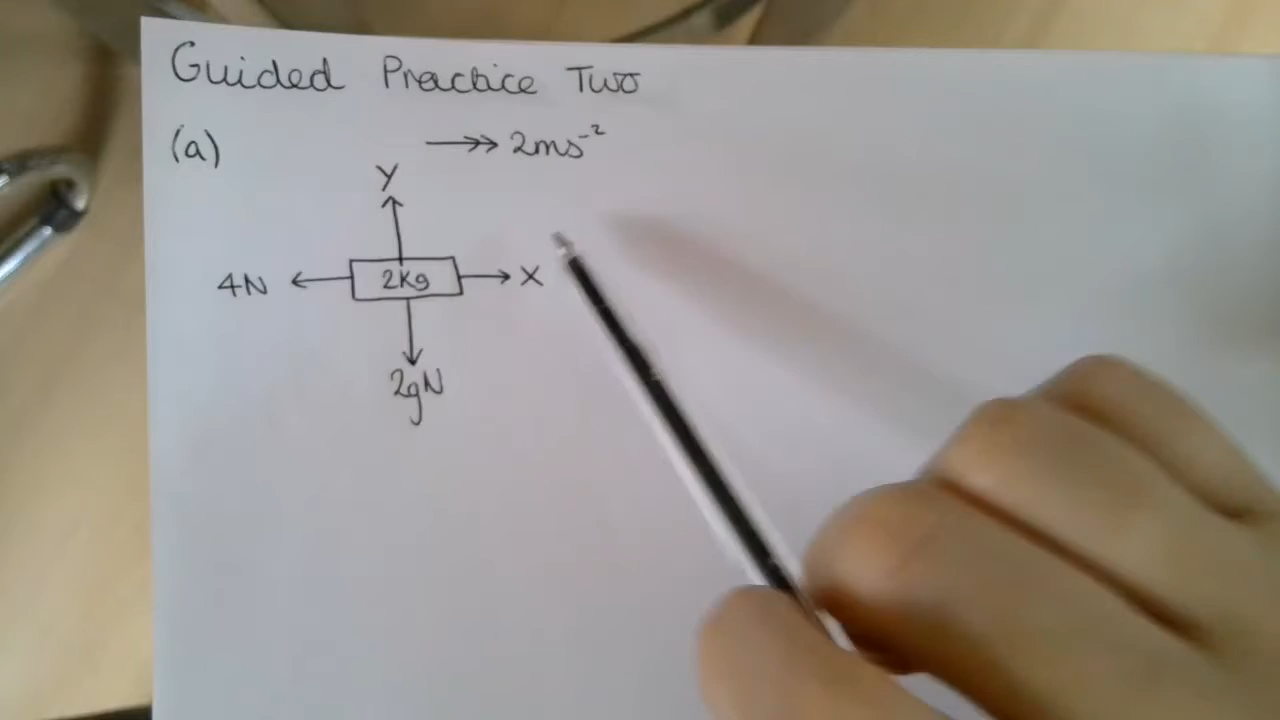 Guided Practice Two
(a)
2ms⁻²
Y
4N
2Kg
X
2gN